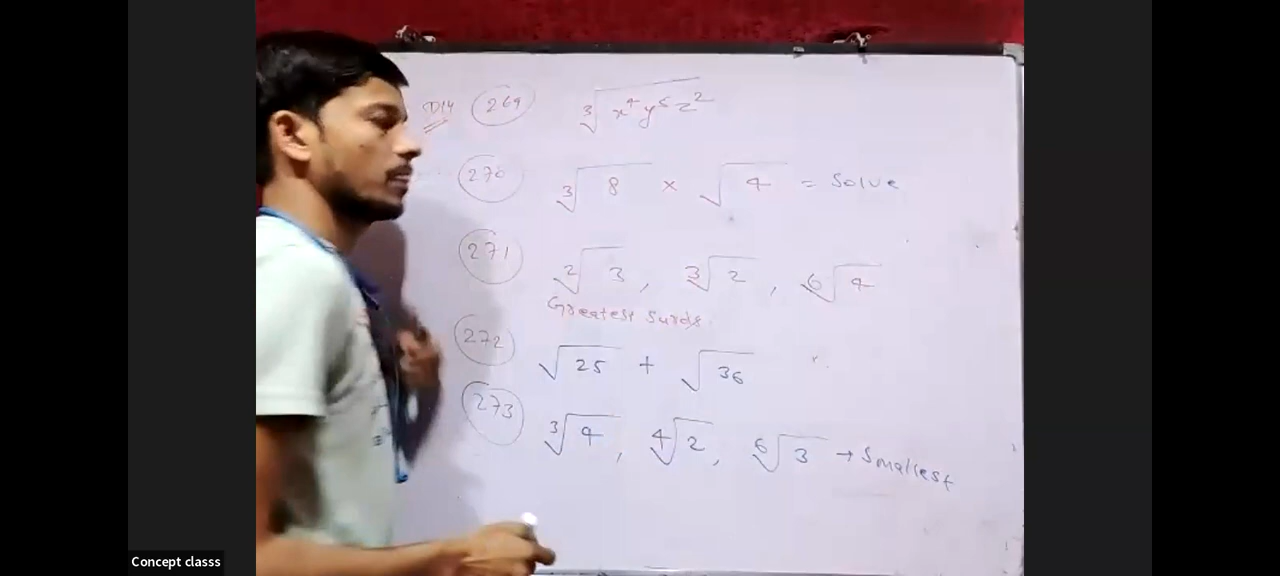 D14 (269) ∛x⁴y⁵z²
(270) ∛8 × √4 = Solve
(271) ²√3, ³√2, ⁶√4
Greatest Surds.
(272) √25 + √36
(273) ³√4, ⁴√2, ⁶√3 → Smallest
Concept classs